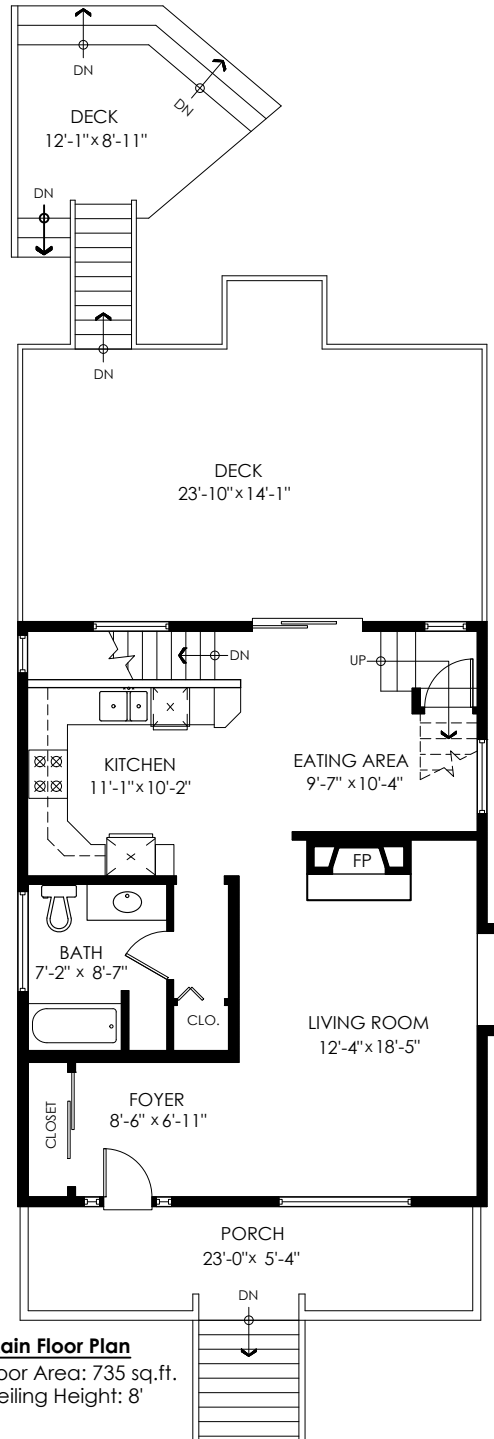 DN
DN
DECK
12'-1" x 8'-11"
DN
DN
DECK
23'-10" x 14'-1"
DN
UP
KITCHEN
11'-1" x 10'-2"
EATING AREA
9'-7" x 10'-4"
FP
BATH
7'-2" x 8'-7"
CLO.
LIVING ROOM
12'-4" x 18'-5"
CLOSET
FOYER
8'-6" x 6'-11"
PORCH
23'-0" x 5'-4"
DN
ain Floor Plan
oor Area: 735 sq.ft.
eiling Height: 8'